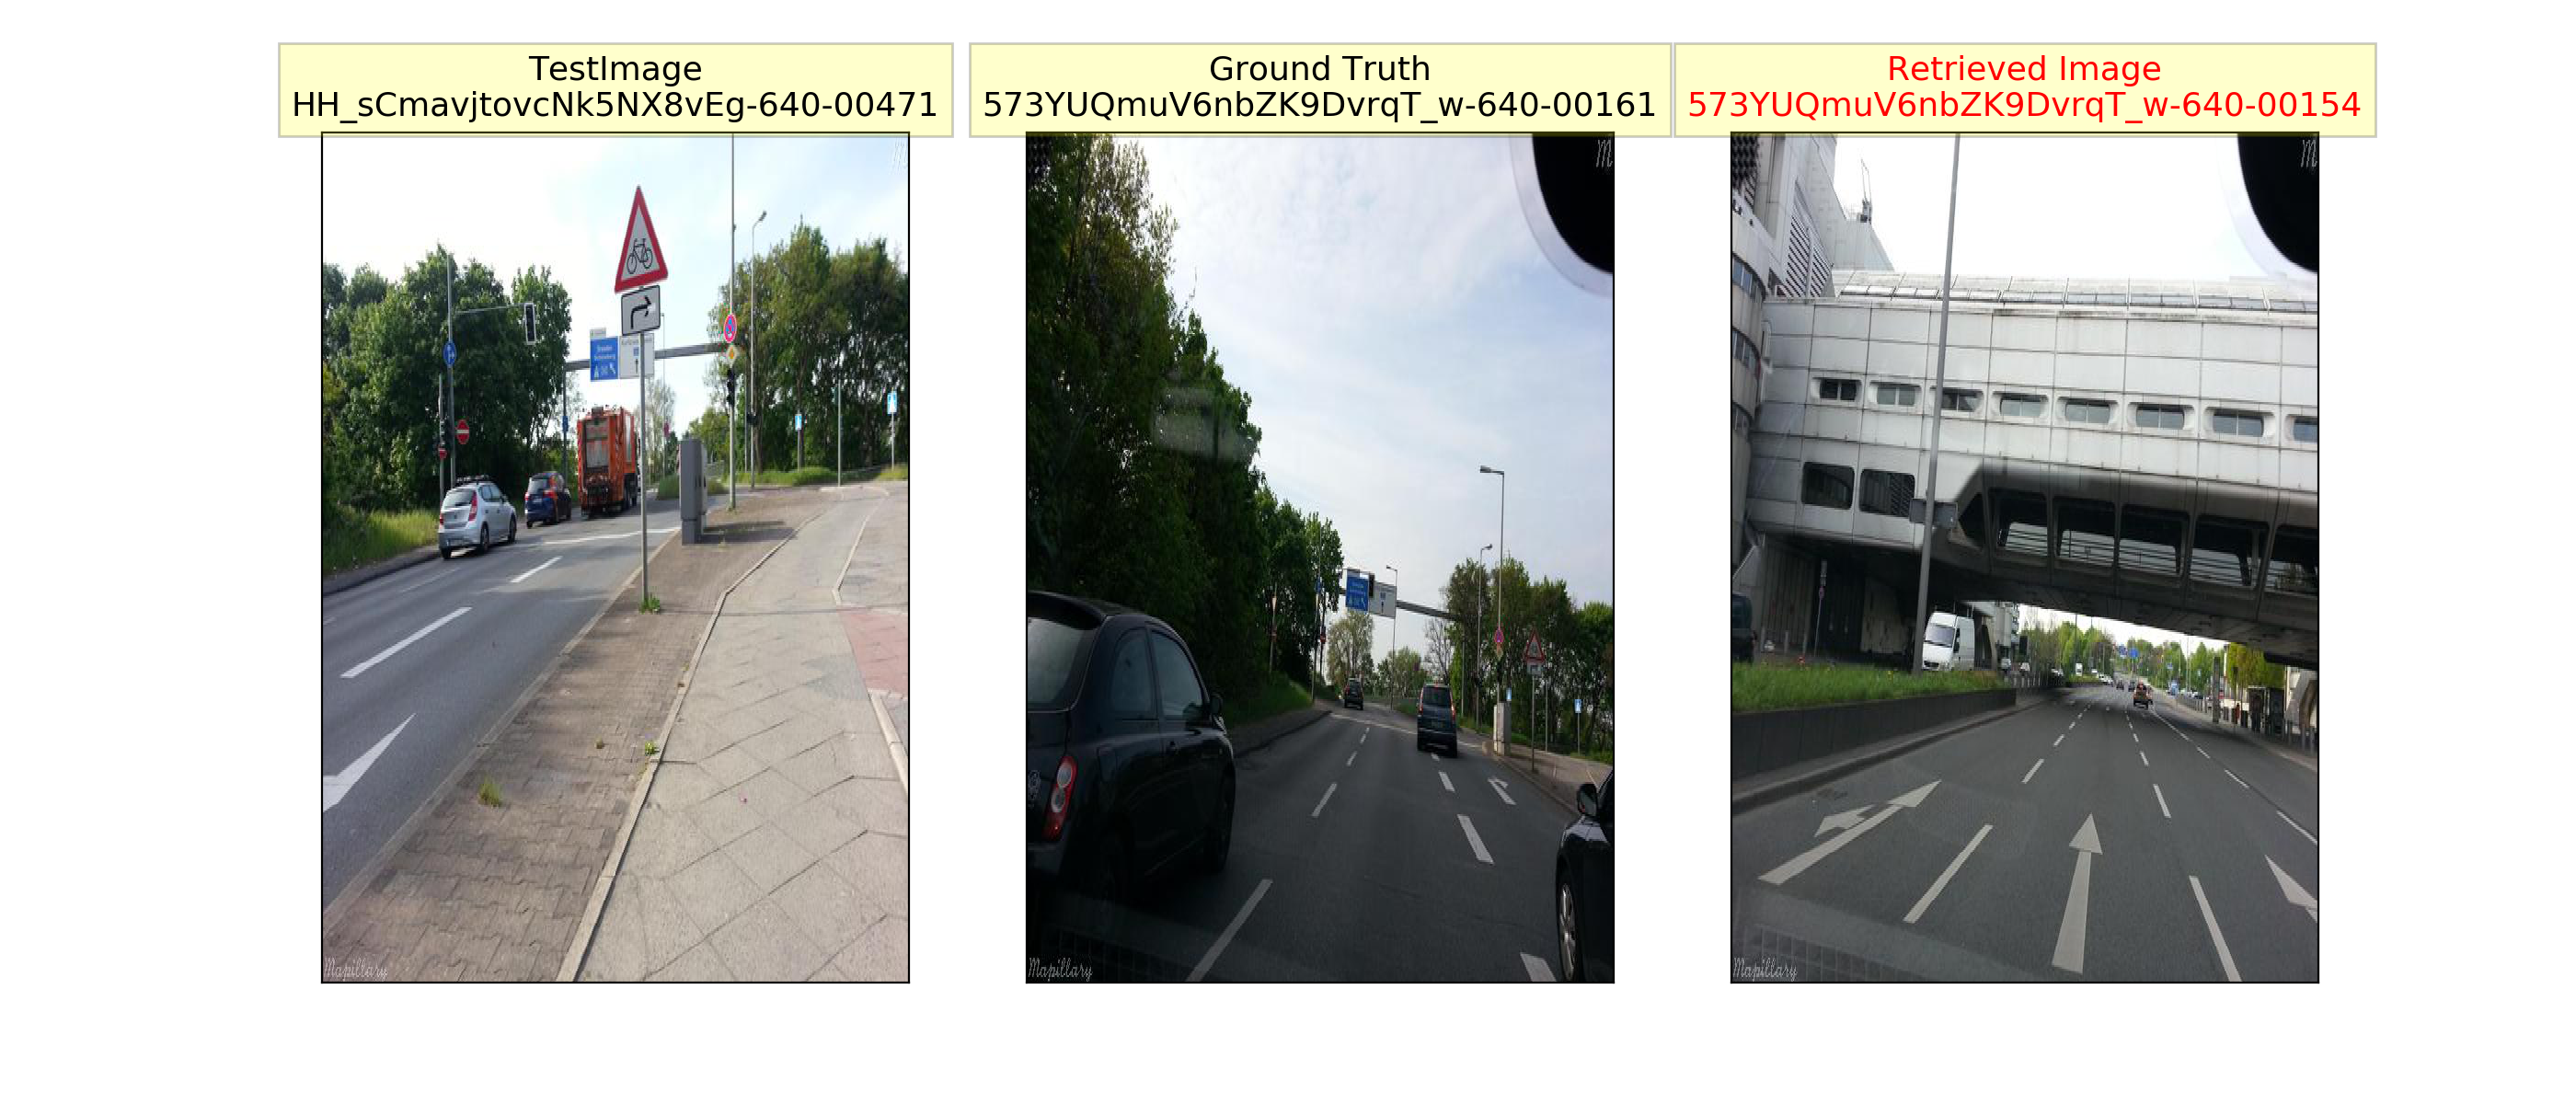 TestImage
HH_sCmavjtovcNk5NX8vEg-640-00471
Ground Truth
573YUQmuV6nbZK9DvrqT_w-640-00161
Retrieved Image
573YUQmuV6nbZK9DvrqT_w-640-00154
M
M
M
Mapillary
Mapillary
Mapillary